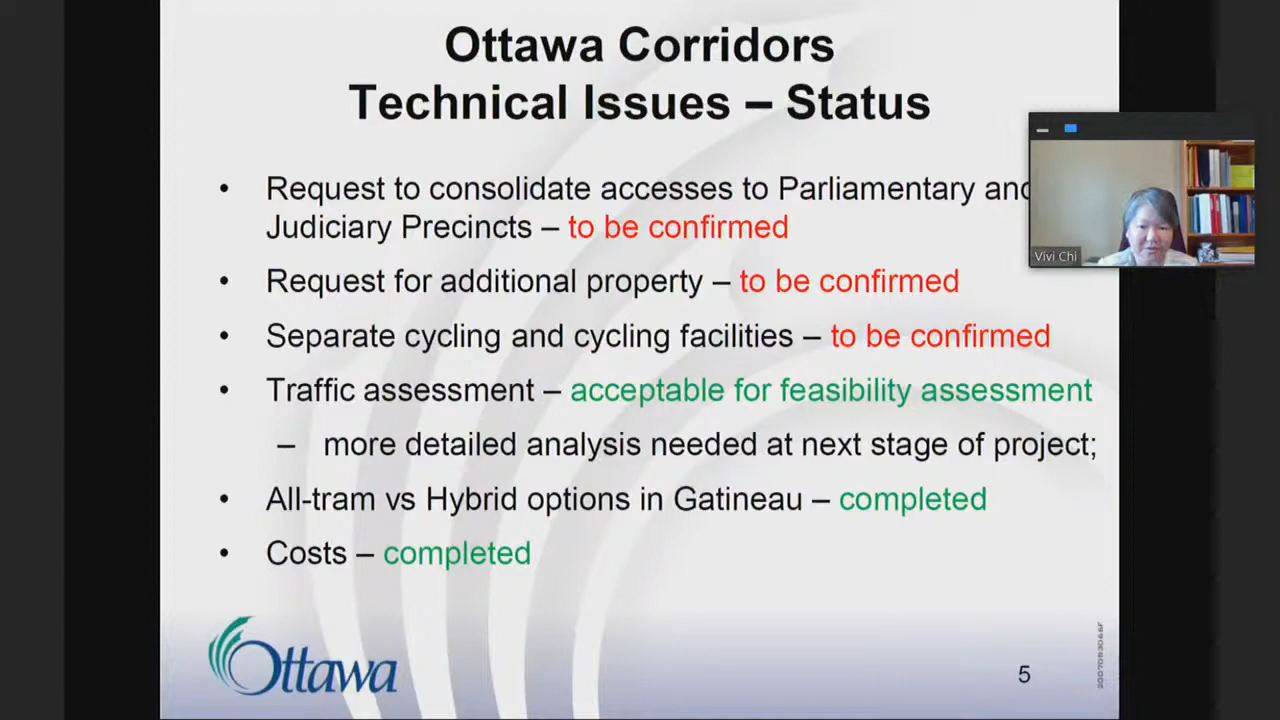 Ottawa Corridors
Technical Issues – Status
• Request to consolidate accesses to Parliamentary and
Judiciary Precincts – to be confirmed
• Request for additional property – to be confirmed
• Separate cycling and cycling facilities – to be confirmed
• Traffic assessment – acceptable for feasibility assessment
– more detailed analysis needed at next stage of project;
• All-tram vs Hybrid options in Gatineau – completed
• Costs – completed
Vivi Chi
Ottawa
5